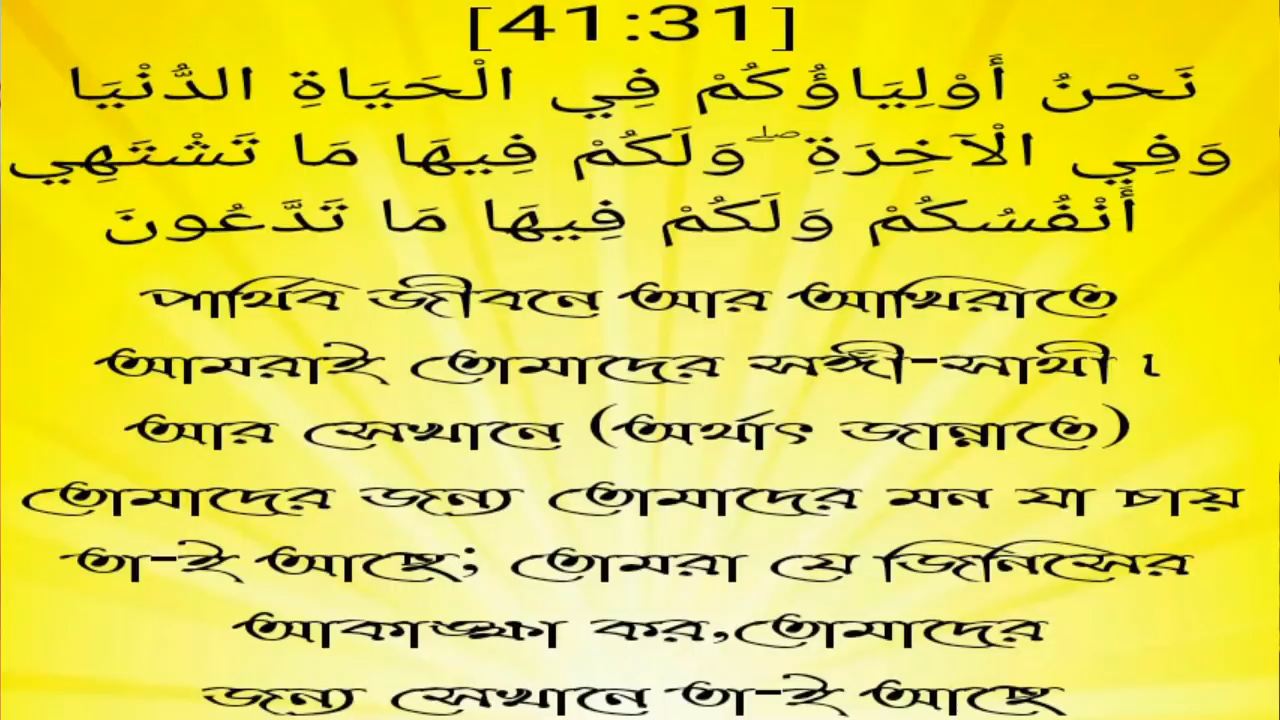 [41:31]
نَحْنُ أَوْلِيَاؤُكُمْ فِي الْحَيَاةِ الدُّنْيَا
وَفِي الْآخِرَةِ ۖ وَلَكُمْ فِيهَا مَا تَشْتَهِي
أَنْفُسُكُمْ وَلَكُمْ فِيهَا مَا تَدَّعُونَ
পার্থিব জীবনে আর আখিরাতে
আমরাই তোমাদের সঙ্গী-সাথী ।
আর সেখানে (অর্থাৎ জান্নাতে)
তোমাদের জন্য তোমাদের মন যা চায়
তা-ই আছে; তোমরা যে জিনিসের
আকাঙ্ক্ষা কর,তোমাদের
জন্য সেখানে তা-ই আছে